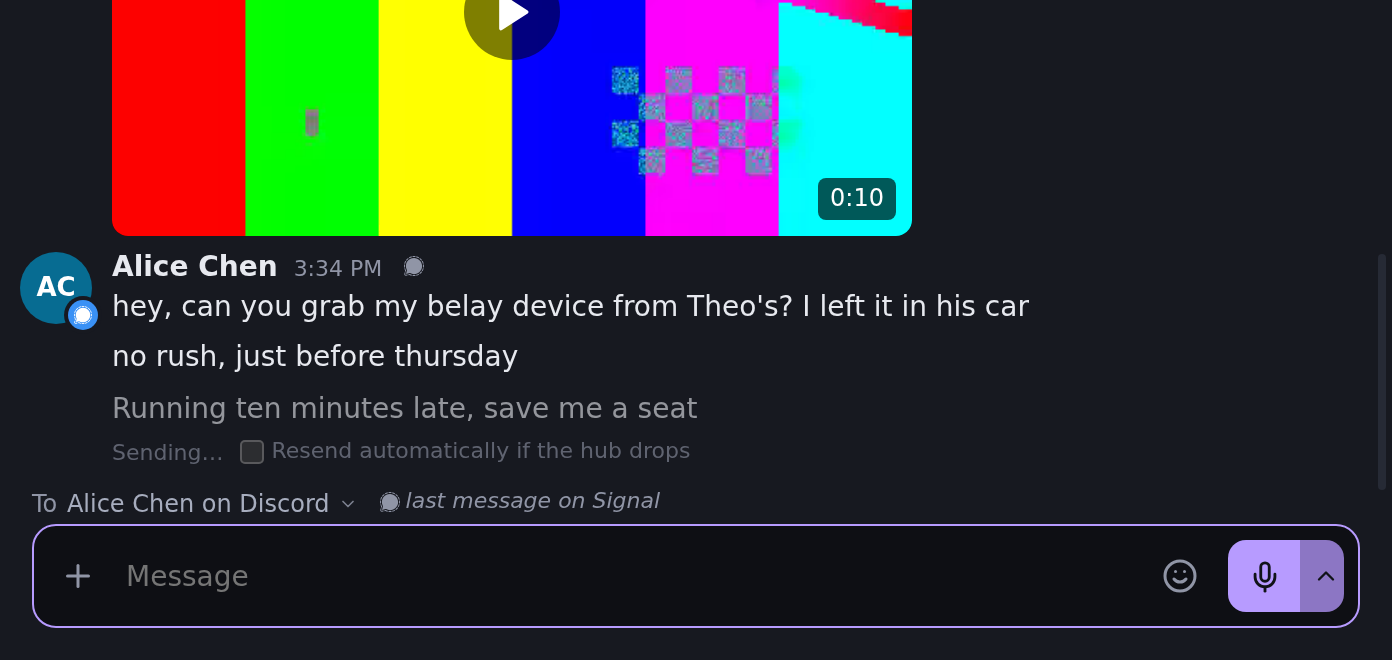 0:10
AC
Alice Chen 3:34 PM
hey, can you grab my belay device from Theo's? I left it in his car
no rush, just before thursday
Running ten minutes late, save me a seat
Sending... Resend automatically if the hub drops
To Alice Chen on Discord last message on Signal
Message